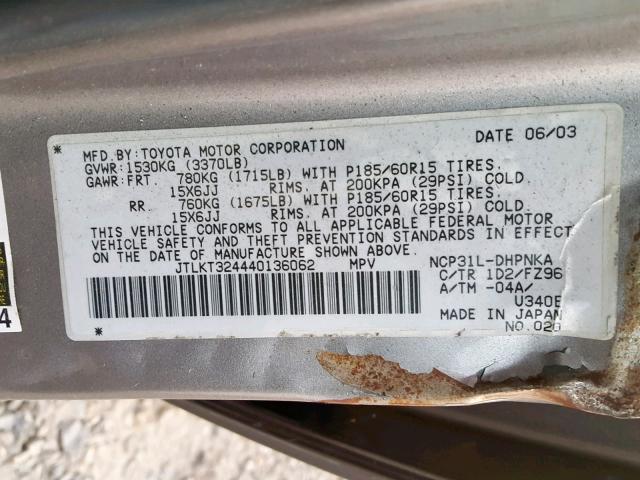 * MFD.BY:TOYOTA MOTOR CORPORATION DATE 06/03
GVWR:1530KG (3370LB)
GAWR:FRT. 780KG (1715LB) WITH P185/60R15 TIRES.
15X6JJ RIMS. AT 200KPA (29PSI) COLD
RR 760KG (1675LB) WITH P185/60R15 TIRES.
15X6JJ RIMS. AT 200KPA (29PSI) COLD.
THIS VEHICLE CONFORMS TO ALL APPLICABLE FEDERAL MOTOR
VEHICLE SAFETY AND THEFT PREVENTION STANDARDS IN EFFECT
ON THE DATE OF MANUFACTURE SHOWN ABOVE.
JTLKT324440136062 MPV NCP31L-DHPNKA
C/TR 1D2/FZ96
A/TM -04A/
U340E
MADE IN JAPAN
* NO.02
4